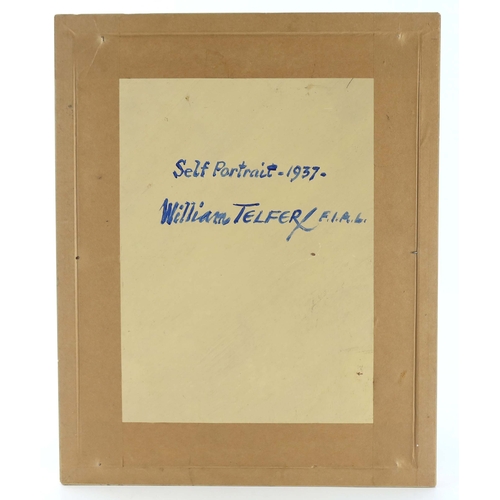 Self Portrait - 1937 -
William TELFER F.I.A.L.